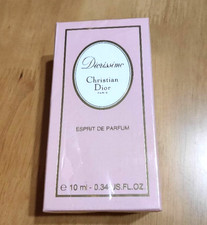 Diorissimo
Christian
Dior
PARIS
ESPRIT DE PARFUM
e 10 ml - 0.34 US.FL.OZ